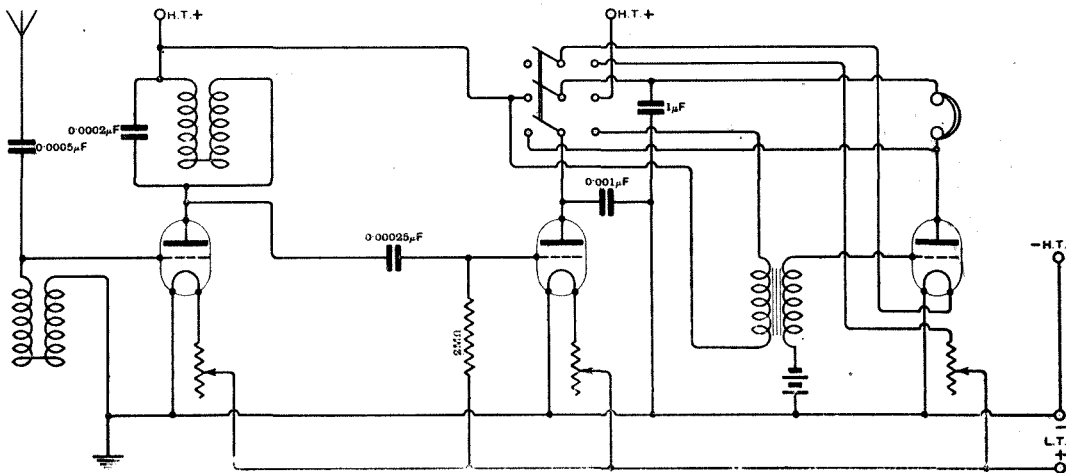 H.T.+
H.T.+
0·0002µF
0·0005µF
1µF
0·001µF
0·00025µF
2MΩ
-H.T.
-
L.T.
+